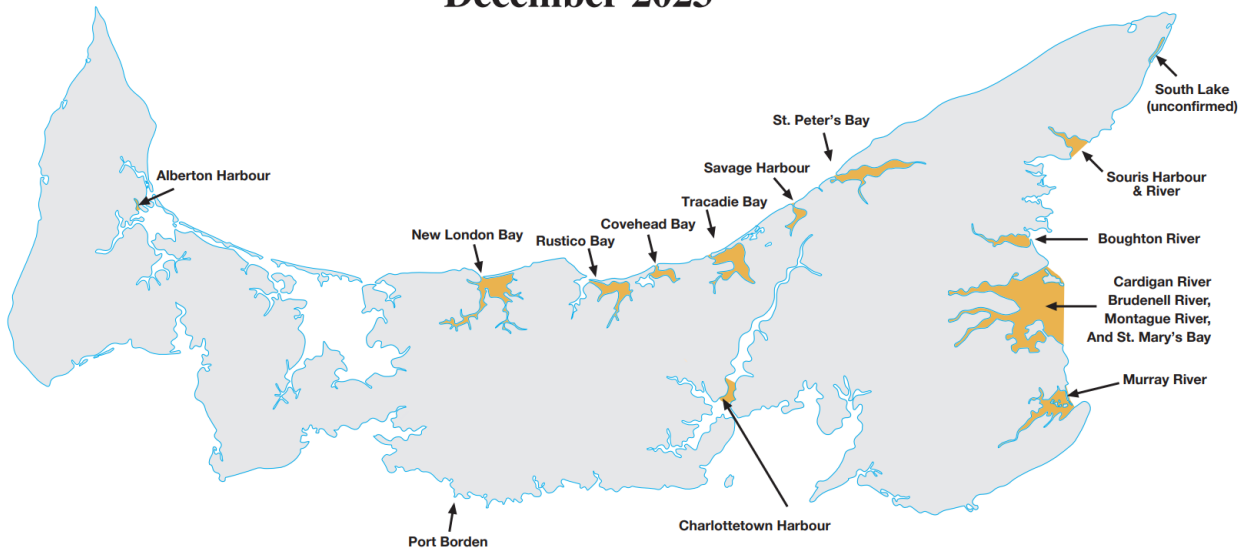 December 2023
South Lake
(unconfirmed)
St. Peter's Bay
Savage Harbour
Alberton Harbour
Souris Harbour
& River
Tracadie Bay
Covehead Bay
New London Bay
Rustico Bay
Boughton River
Cardigan River
Brudenell River,
Montague River,
And St. Mary's Bay
Murray River
Charlottetown Harbour
Port Borden